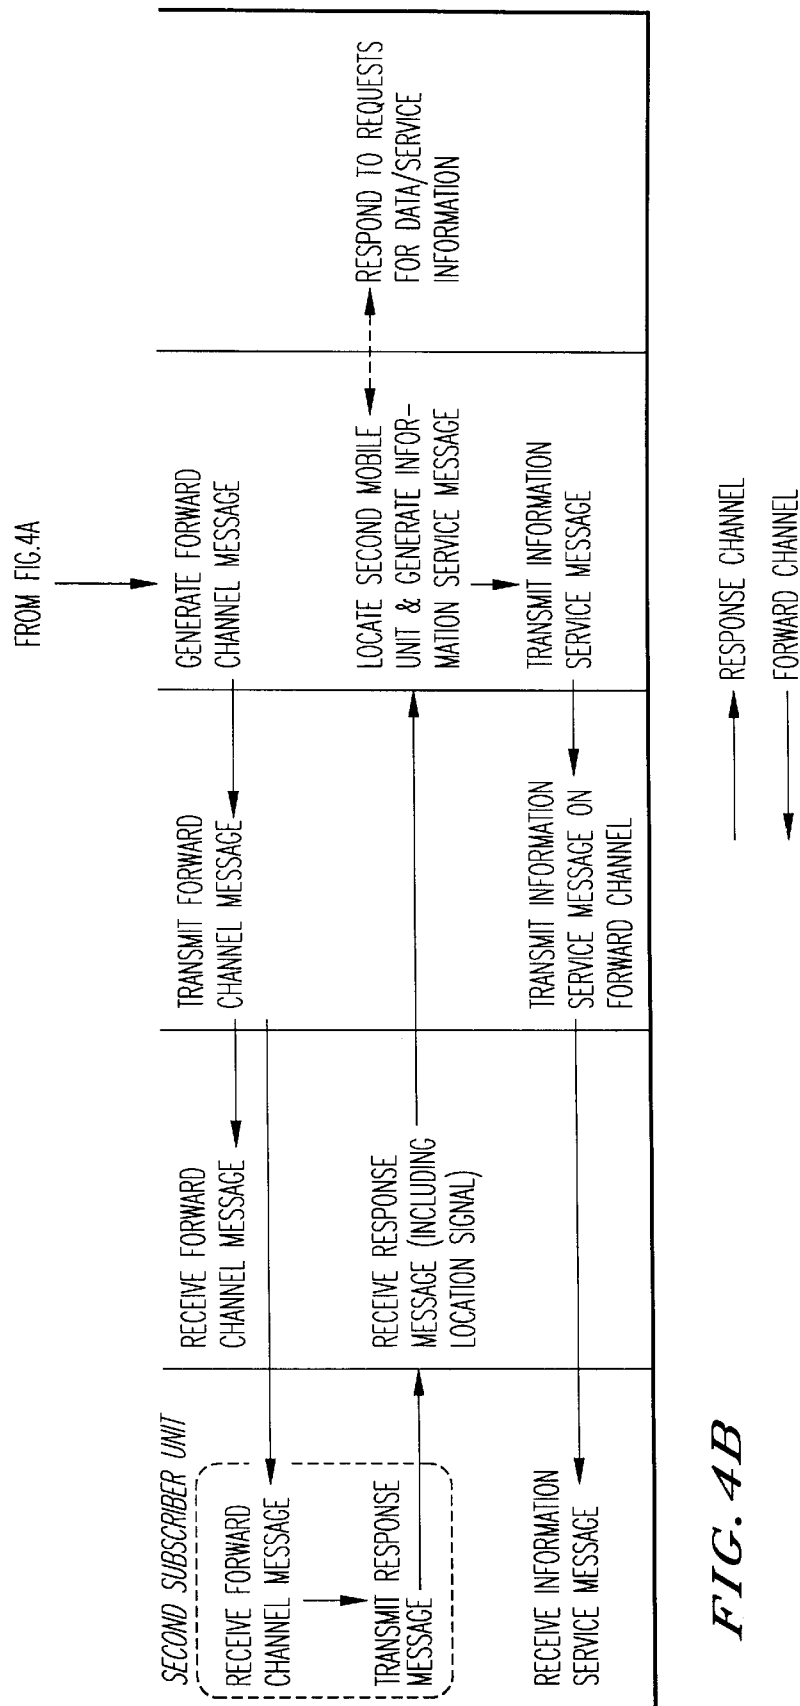 FROM FIG.4A
SECOND SUBSCRIBER UNIT
RECEIVE FORWARD
CHANNEL MESSAGE
TRANSMIT RESPONSE
MESSAGE
RECEIVE INFORMATION
SERVICE MESSAGE
RECEIVE FORWARD
CHANNEL MESSAGE
RECEIVE RESPONSE
MESSAGE (INCLUDING
LOCATION SIGNAL)
TRANSMIT FORWARD
CHANNEL MESSAGE
TRANSMIT INFORMATION
SERVICE MESSAGE ON
FORWARD CHANNEL
GENERATE FORWARD
CHANNEL MESSAGE
LOCATE SECOND MOBILE
UNIT & GENERATE INFOR-
MATION SERVICE MESSAGE
TRANSMIT INFORMATION
SERVICE MESSAGE
RESPOND TO REQUESTS
FOR DATA/SERVICE
INFORMATION
RESPONSE CHANNEL
FORWARD CHANNEL
FIG. 4B